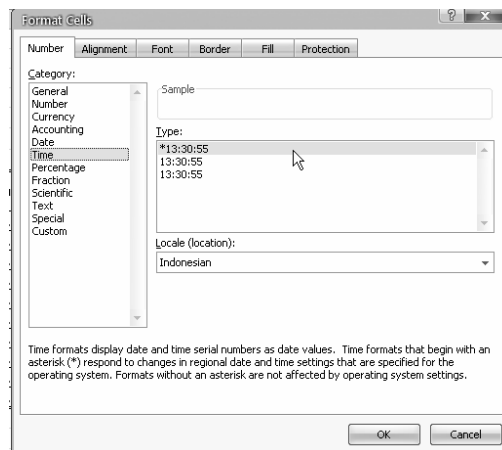 Format Cells
Number Alignment Font Border Fill Protection
Category:
General
Number
Currency
Accounting
Date
Time
Percentage
Fraction
Scientific
Text
Special
Custom
Sample
Type:
*13:30:55
13:30:55
13:30:55
Locale (location):
Indonesian
Time formats display date and time serial numbers as date values. Time formats that begin with an
asterisk (*) respond to changes in regional date and time settings that are specified for the
operating system. Formats without an asterisk are not affected by operating system settings.
OK Cancel